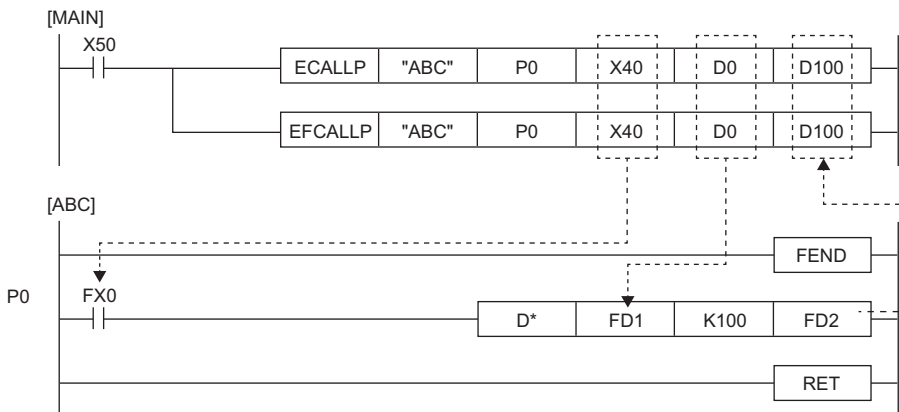 [MAIN]
X50
ECALLP "ABC" P0 X40 D0 D100
EFCALLP "ABC" P0 X40 D0 D100
[ABC]
FEND
P0 FX0
D* FD1 K100 FD2
RET